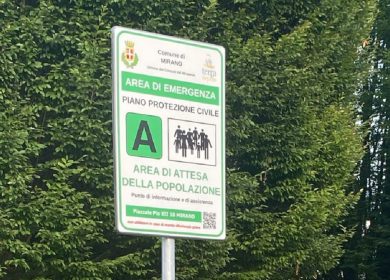 Comune di
MIRANO
AREA DI EMERGENZA
PIANO PROTEZIONE CIVILE
A
AREA DI ATTESA
DELLA POPOLAZIONE
Punto di informazione e di assistenza
MIRANO